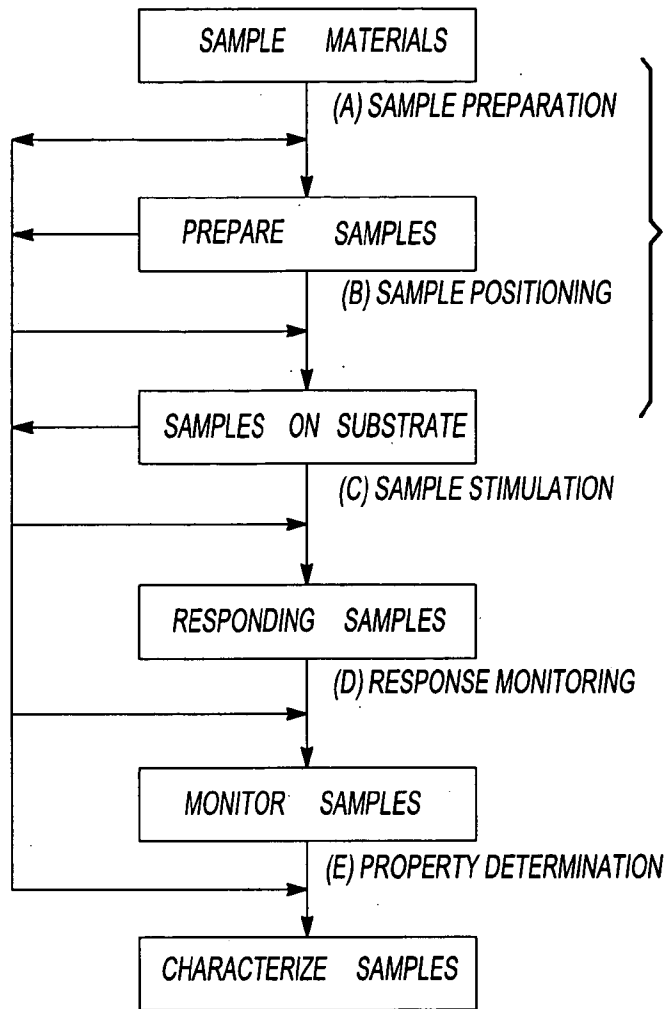 SAMPLE MATERIALS
(A) SAMPLE PREPARATION
PREPARE SAMPLES
(B) SAMPLE POSITIONING
SAMPLES ON SUBSTRATE
(C) SAMPLE STIMULATION
RESPONDING SAMPLES
(D) RESPONSE MONITORING
MONITOR SAMPLES
(E) PROPERTY DETERMINATION
CHARACTERIZE SAMPLES